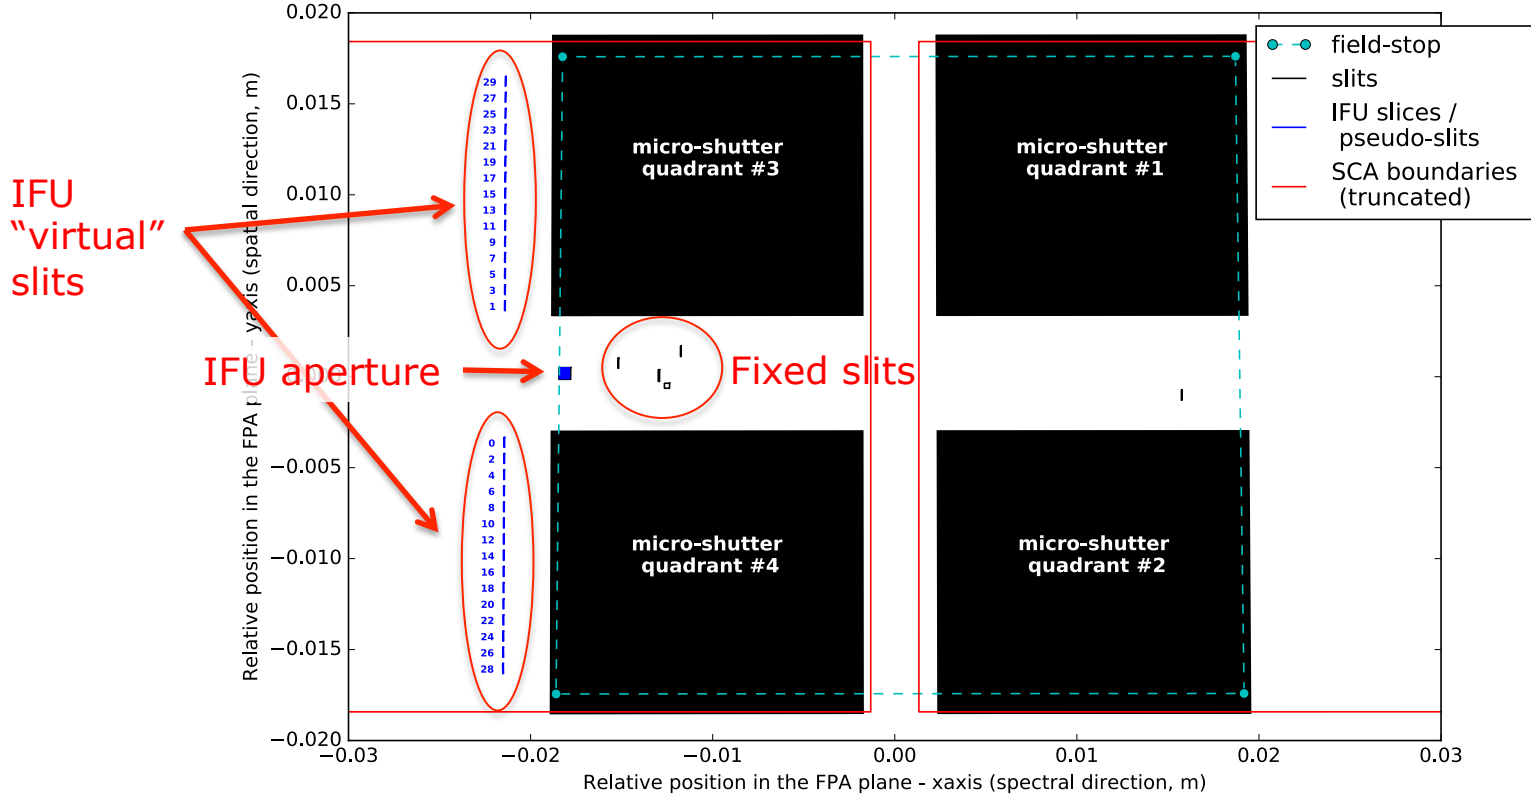 0.020
0.015
0.010
0.005
−0.005
−0.010
−0.015
−0.020
−0.03
−0.02
−0.01
0.00
0.01
0.02
0.03
Relative position in the FPA plane - xaxis (spectral direction, m)
Relative position in the FPA plane - yaxis (spatial direction, m)
IFU
“virtual”
slits
29
27
25
23
21
19
17
15
13
11
9
7
5
3
1
IFU aperture
Fixed slits
0
2
4
6
8
10
12
14
16
18
20
22
24
26
28
micro-shutter
quadrant #3
micro-shutter
quadrant #1
micro-shutter
quadrant #4
micro-shutter
quadrant #2
field-stop
slits
IFU slices /
pseudo-slits
SCA boundaries
(truncated)